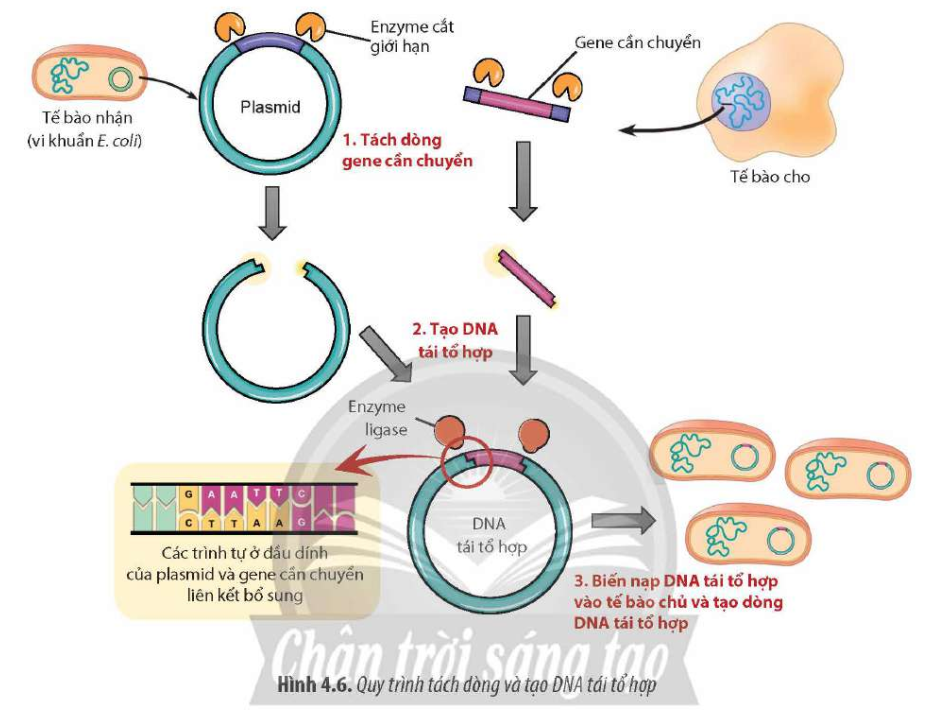 Enzyme cắt
giới hạn
Gene cần chuyển
Plasmid
Tế bào nhận
(vi khuẩn E. coli)
1. Tách dòng
gene cần chuyển
Tế bào cho
2. Tạo DNA
tái tổ hợp
Enzyme
ligase
G A A T T C
C T T A A G
Các trình tự ở đầu dính
của plasmid và gene cần chuyển
liên kết bổ sung
DNA
tái tổ hợp
3. Biến nạp DNA tái tổ hợp
vào tế bào chủ và tạo dòng
DNA tái tổ hợp
Chân trời sáng tạo
Hình 4.6. Quy trình tách dòng và tạo DNA tái tổ hợp